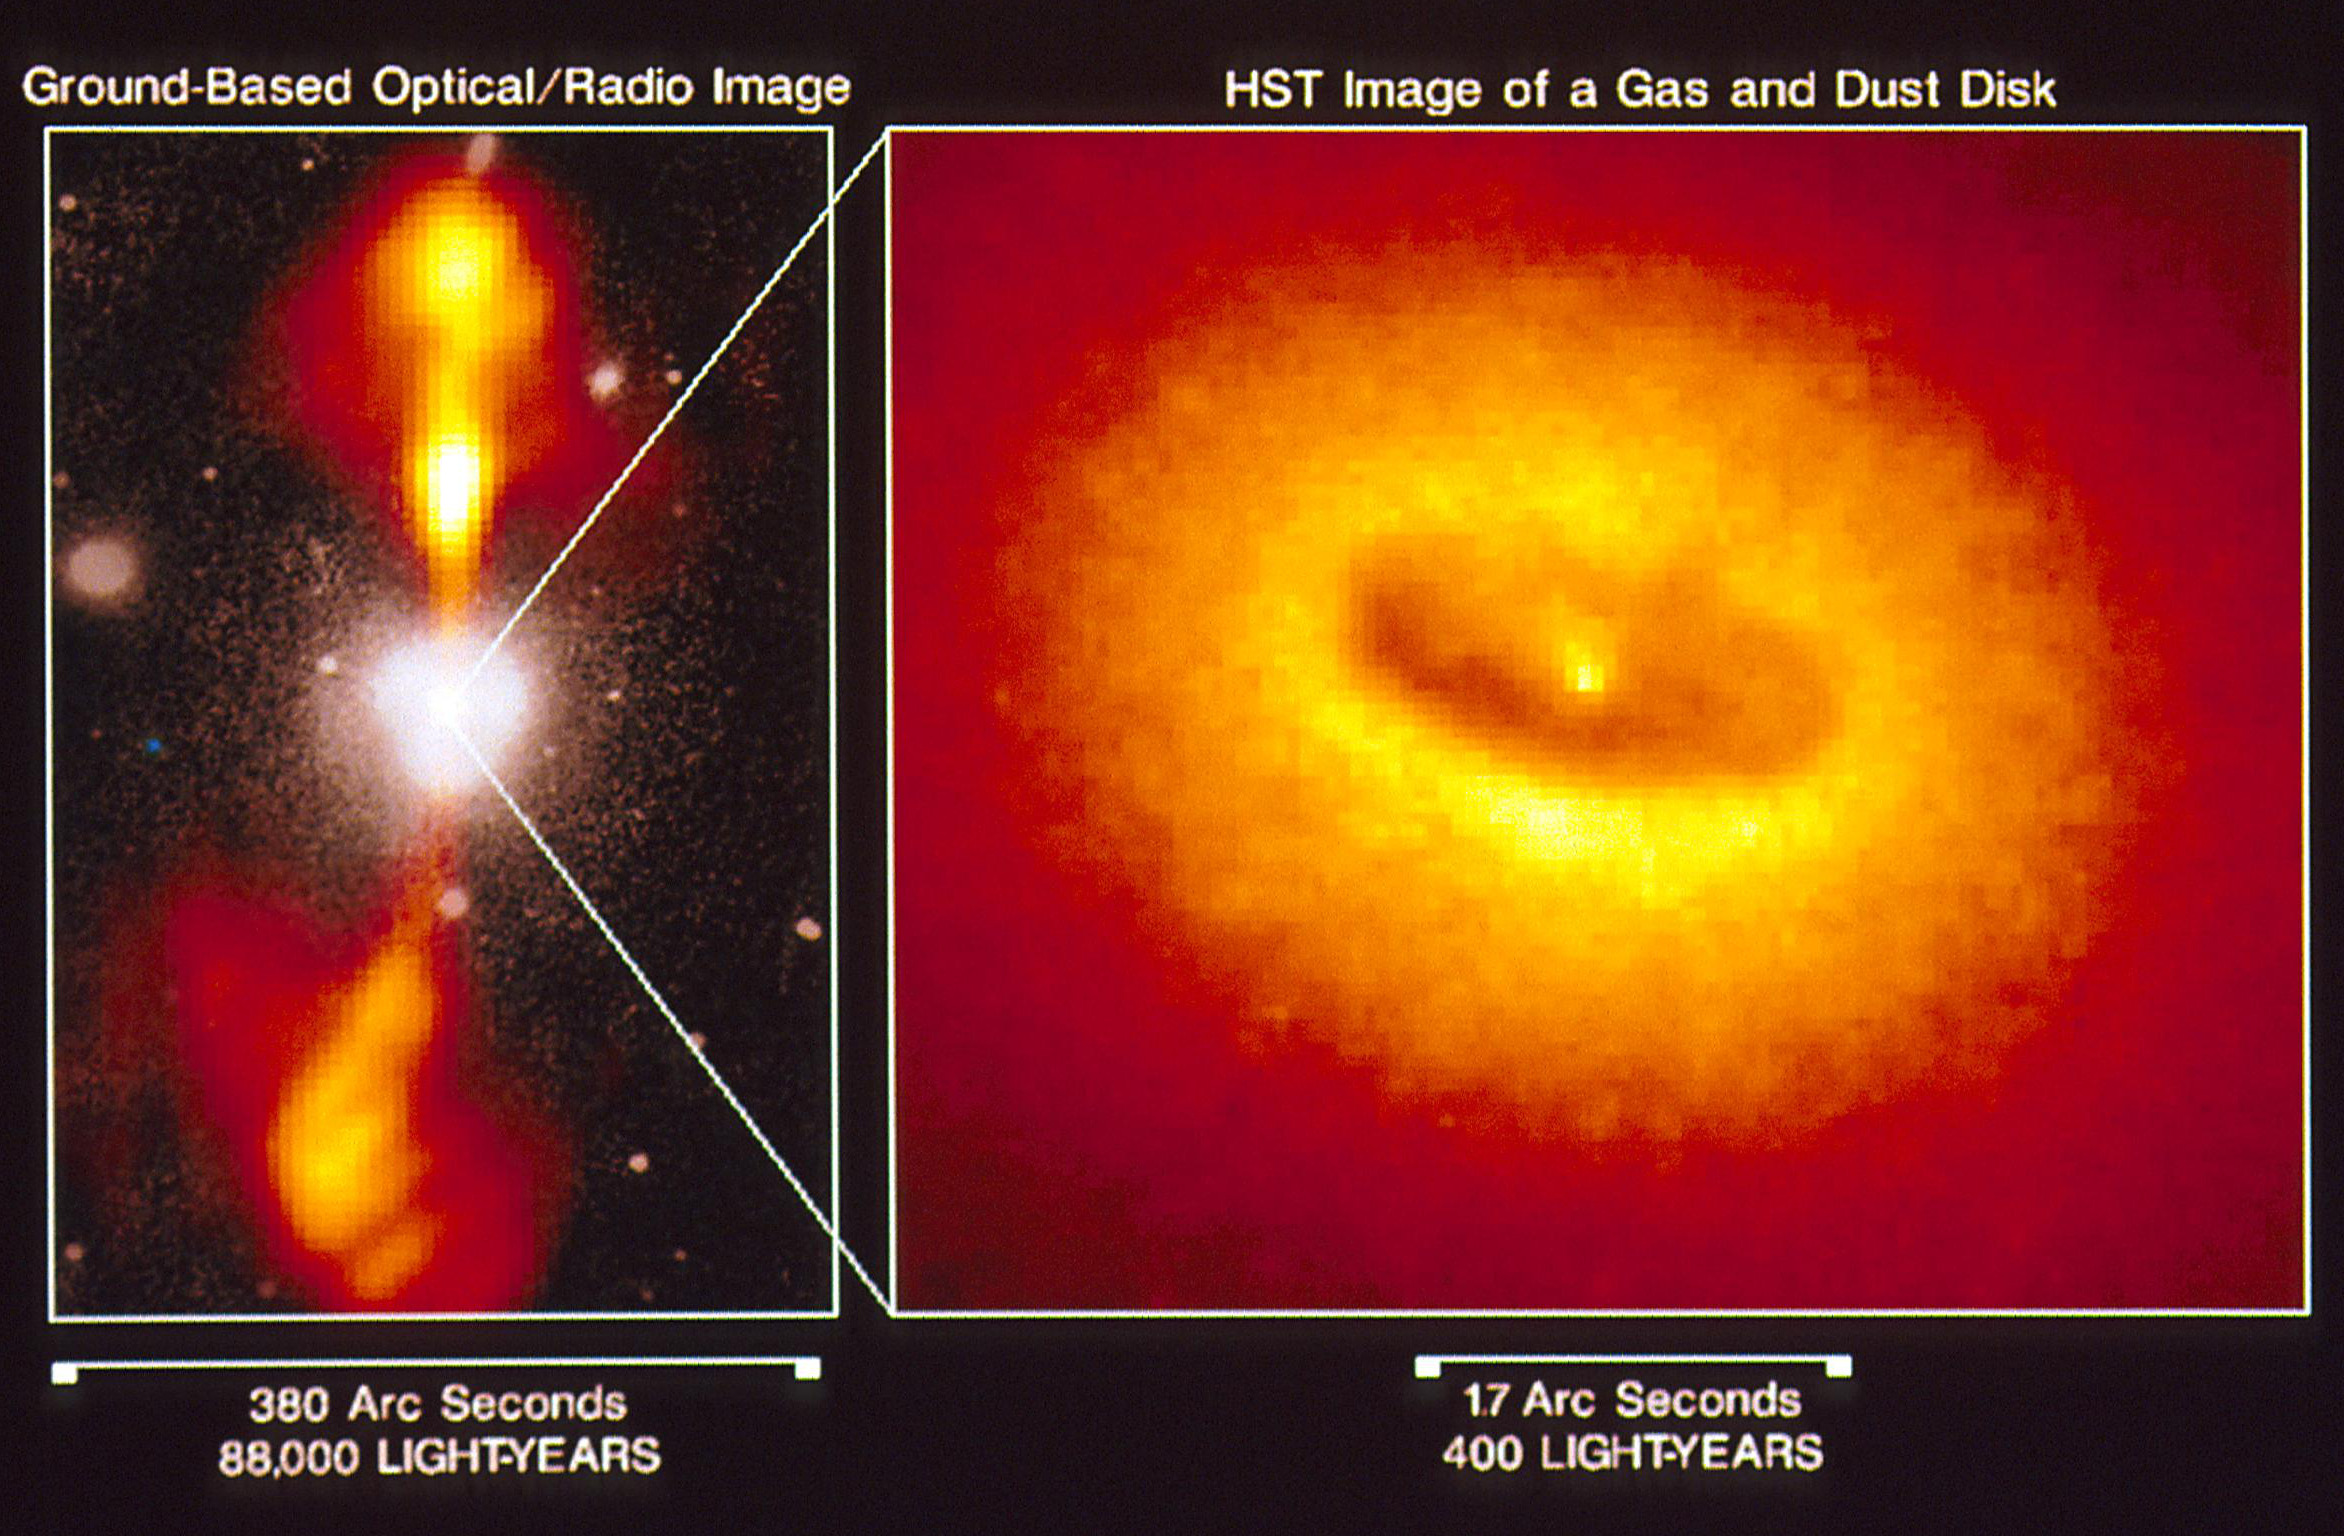 Ground-Based Optical/Radio Image
HST Image of a Gas and Dust Disk
380 Arc Seconds
88,000 LIGHT-YEARS
1.7 Arc Seconds
400 LIGHT-YEARS